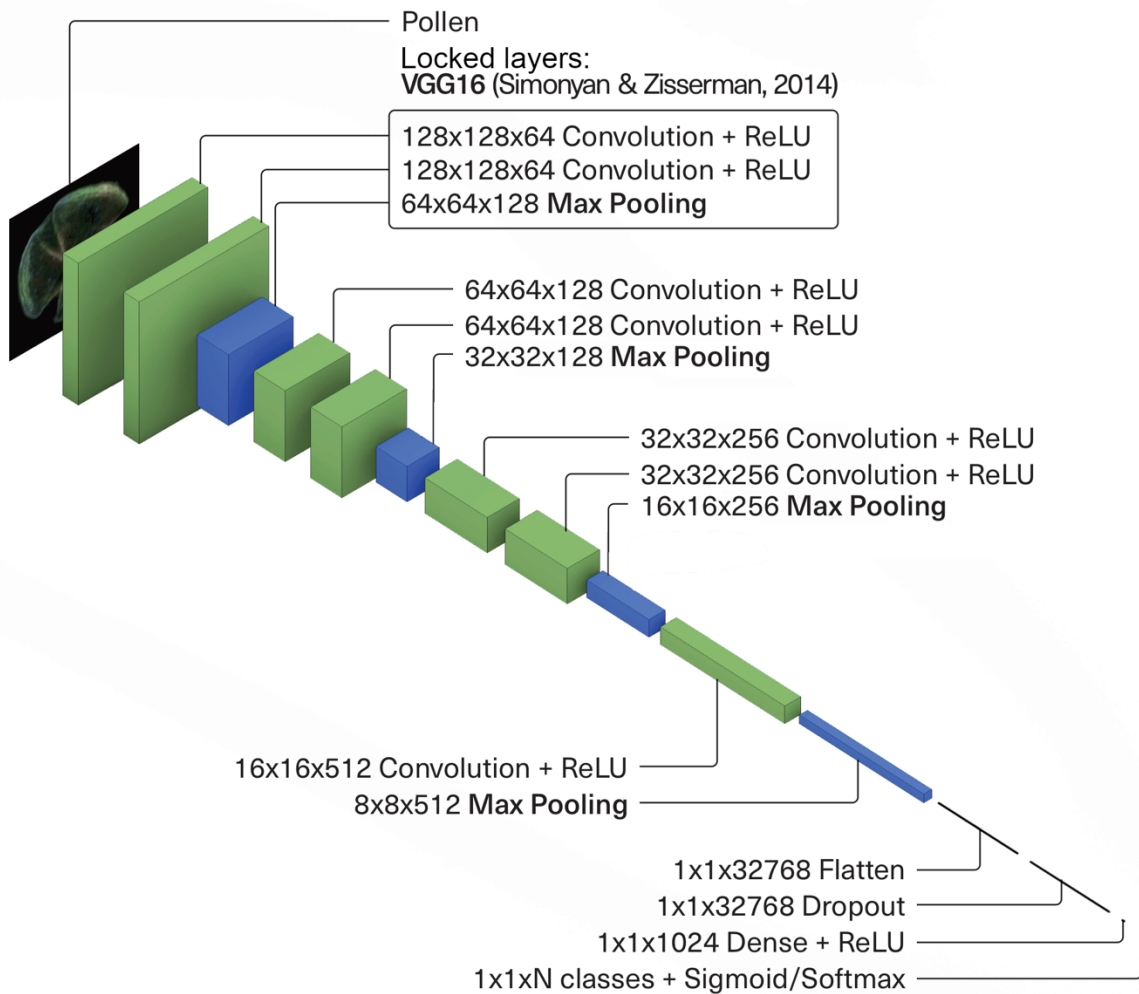 Pollen
Locked layers:
VGG16 (Simonyan & Zisserman, 2014)
128x128x64 Convolution + ReLU
128x128x64 Convolution + ReLU
64x64x128 Max Pooling
64x64x128 Convolution + ReLU
64x64x128 Convolution + ReLU
32x32x128 Max Pooling
32x32x256 Convolution + ReLU
32x32x256 Convolution + ReLU
16x16x256 Max Pooling
16x16x512 Convolution + ReLU
8x8x512 Max Pooling
1x1x32768 Flatten
1x1x32768 Dropout
1x1x1024 Dense + ReLU
1x1xN classes + Sigmoid/Softmax